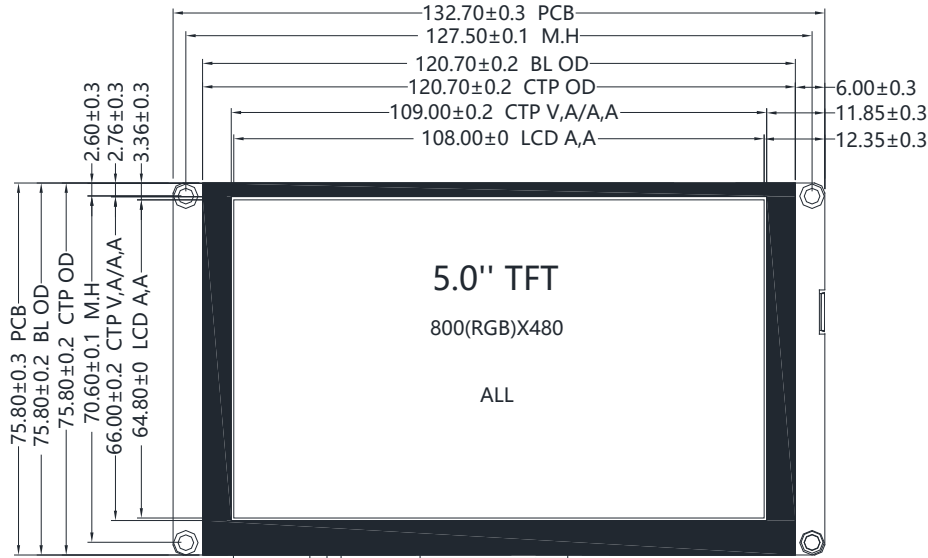 132.70±0.3 PCB
127.50±0.1 M.H
120.70±0.2 BL OD
120.70±0.2 CTP OD
6.00±0.3
109.00±0.2 CTP V,A/A,A
11.85±0.3
108.00±0 LCD A,A
12.35±0.3
2.60±0.3
2.76±0.3
3.36±0.3
75.80±0.3 PCB
75.80±0.2 BL OD
75.80±0.2 CTP OD
70.60±0.1 M.H
66.00±0.2 CTP V,A/A,A
64.80±0 LCD A,A
5.0'' TFT
800(RGB)X480
ALL